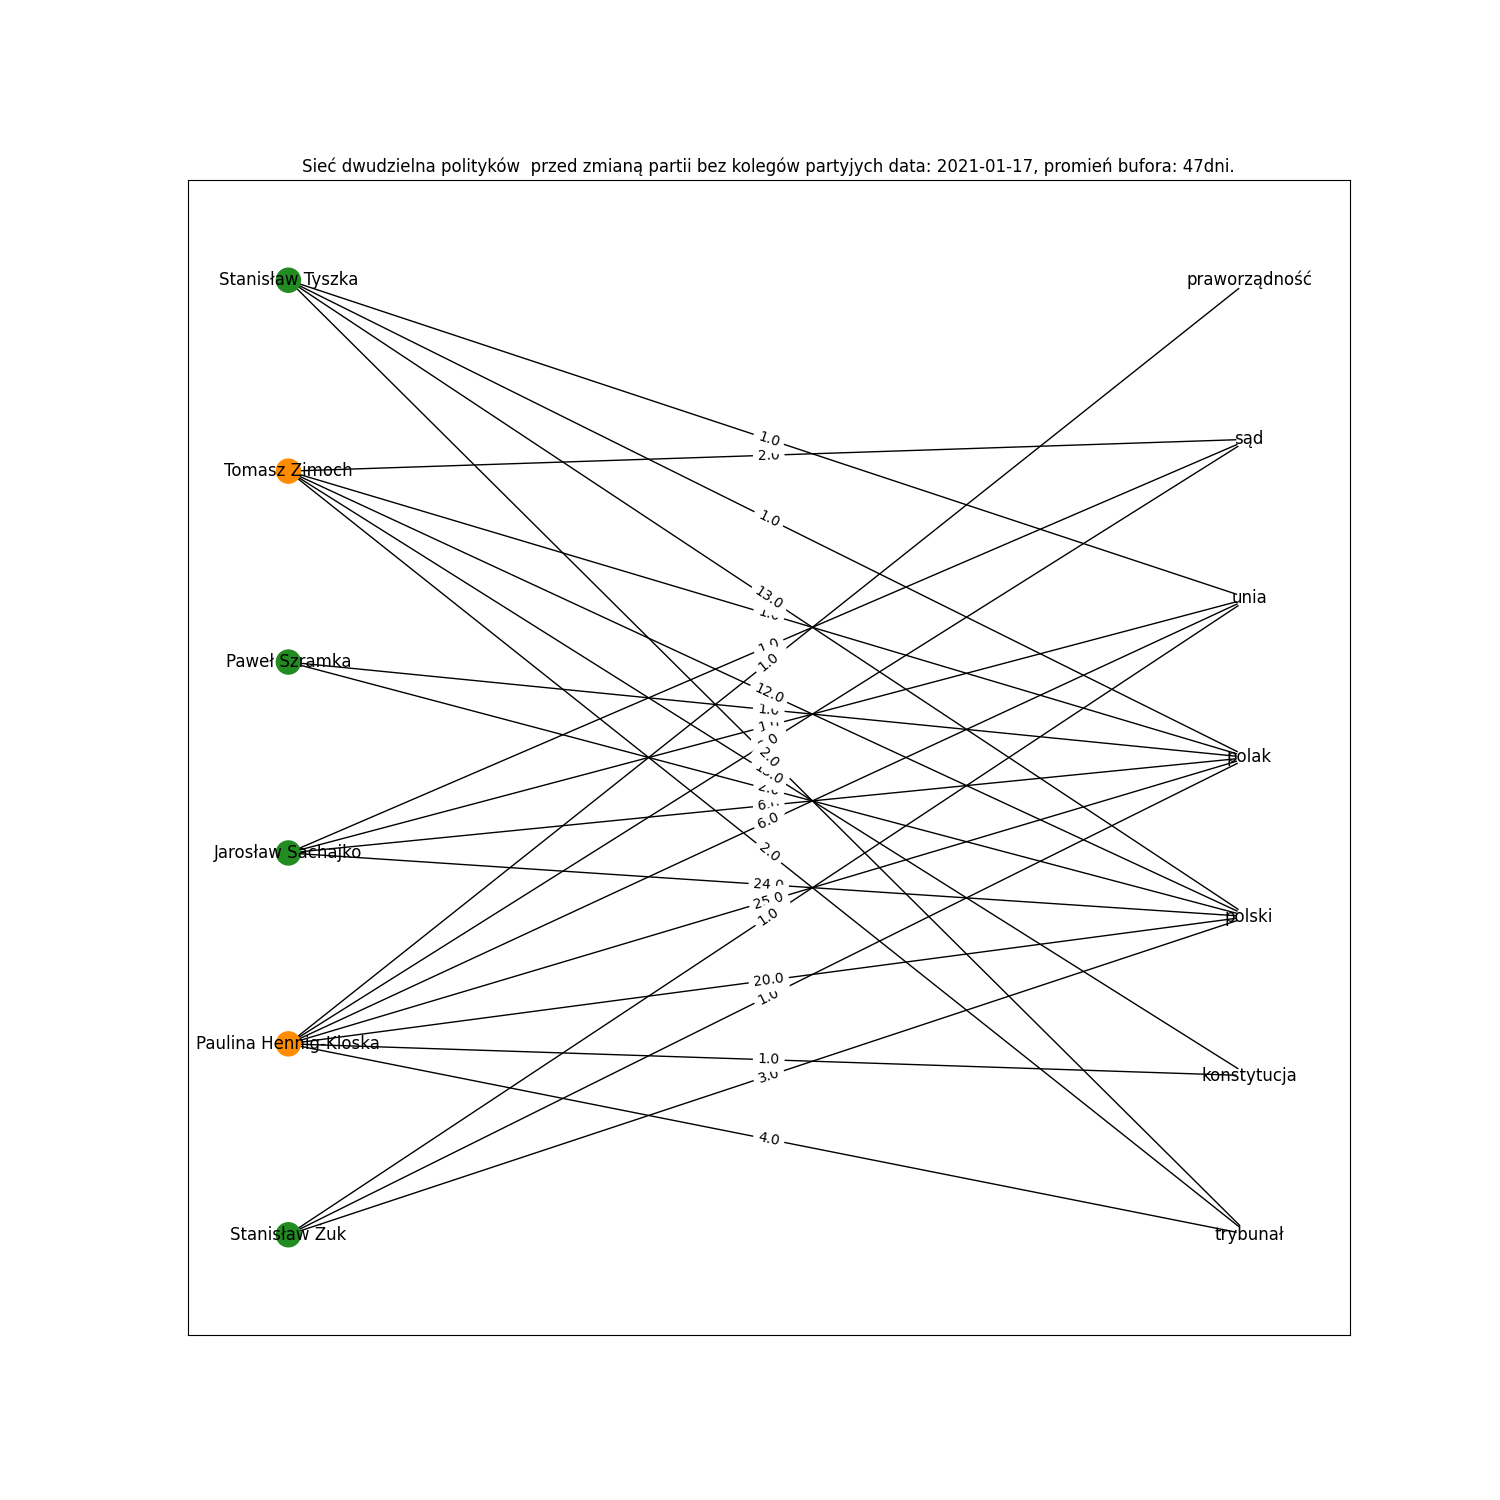 Sieć dwudzielna polityków  przed zmianą partii bez kolegów partyjych data: 2021-01-17, promień bufora: 47dni.
Stanisław Tyszka
praworządność
1.0
sąd
2.0
Tomasz Zimoch
1.0
13.0
unia
1.0
1.0
1.0
Paweł Szramka
12.0
1.0
2.0
polak
2.0
6.0
6.0
2.0
Jarosław Sachajko
24.0
25.0
1.0
polski
20.0
1.0
Paulina Hennig-Kloska
1.0
3.0
konstytucja
4.0
Stanisław Zuk
trybunał